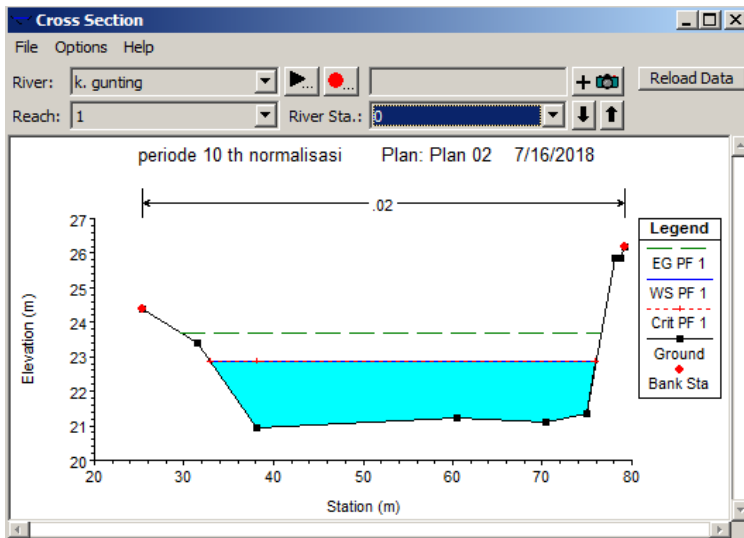 Cross Section
File Options Help
River: k. gunting ... ... + Reload Data
Reach: 1 River Sta.: 0
periode 10 th normalisasi Plan: Plan 02 7/16/2018
.02
27
26
25
24
23
22
21
20
Elevation (m)
20 30 40 50 60 70 80
Station (m)
Legend
EG PF 1
WS PF 1
Crit PF 1
Ground
Bank Sta